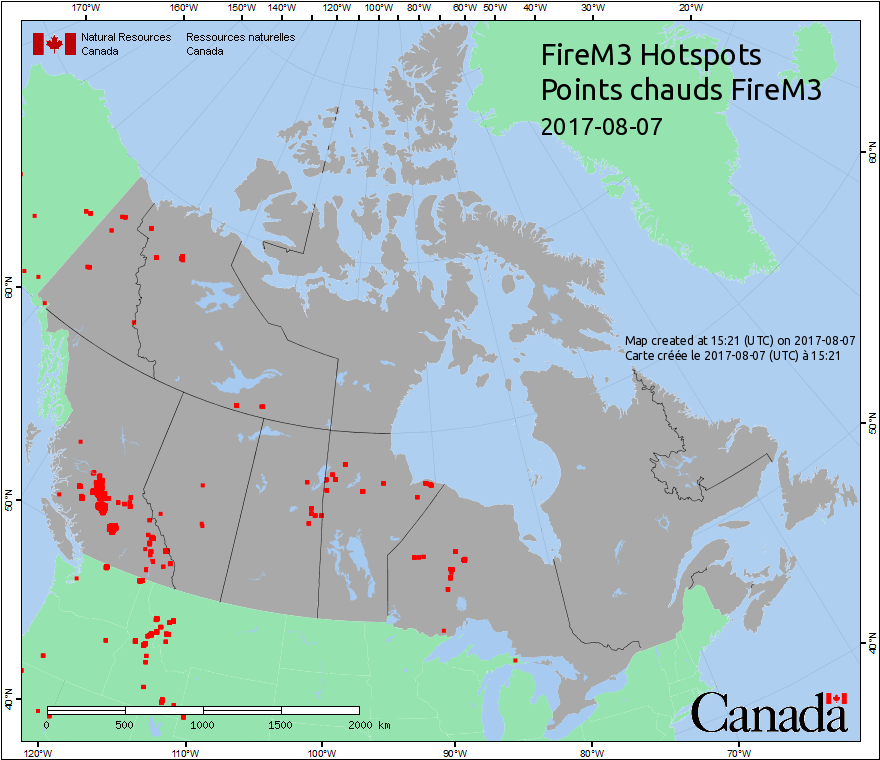 170°W 160°W 150°W 140°W 120°W 100°W 80°W 60°W 50°W 40°W 30°W 20°W
Natural Resources
Canada
Ressources naturelles
Canada
FireM3 Hotspots
Points chauds FireM3
2017-08-07
60°N
60°N
Map created at 15:21 (UTC) on 2017-08-07
Carte créée le 2017-08-07 (UTC) à 15:21
50°N
50°N
40°N
40°N
0 500 1000 1500 2000 km
Canada
120°W 110°W 100°W 90°W 80°W 70°W